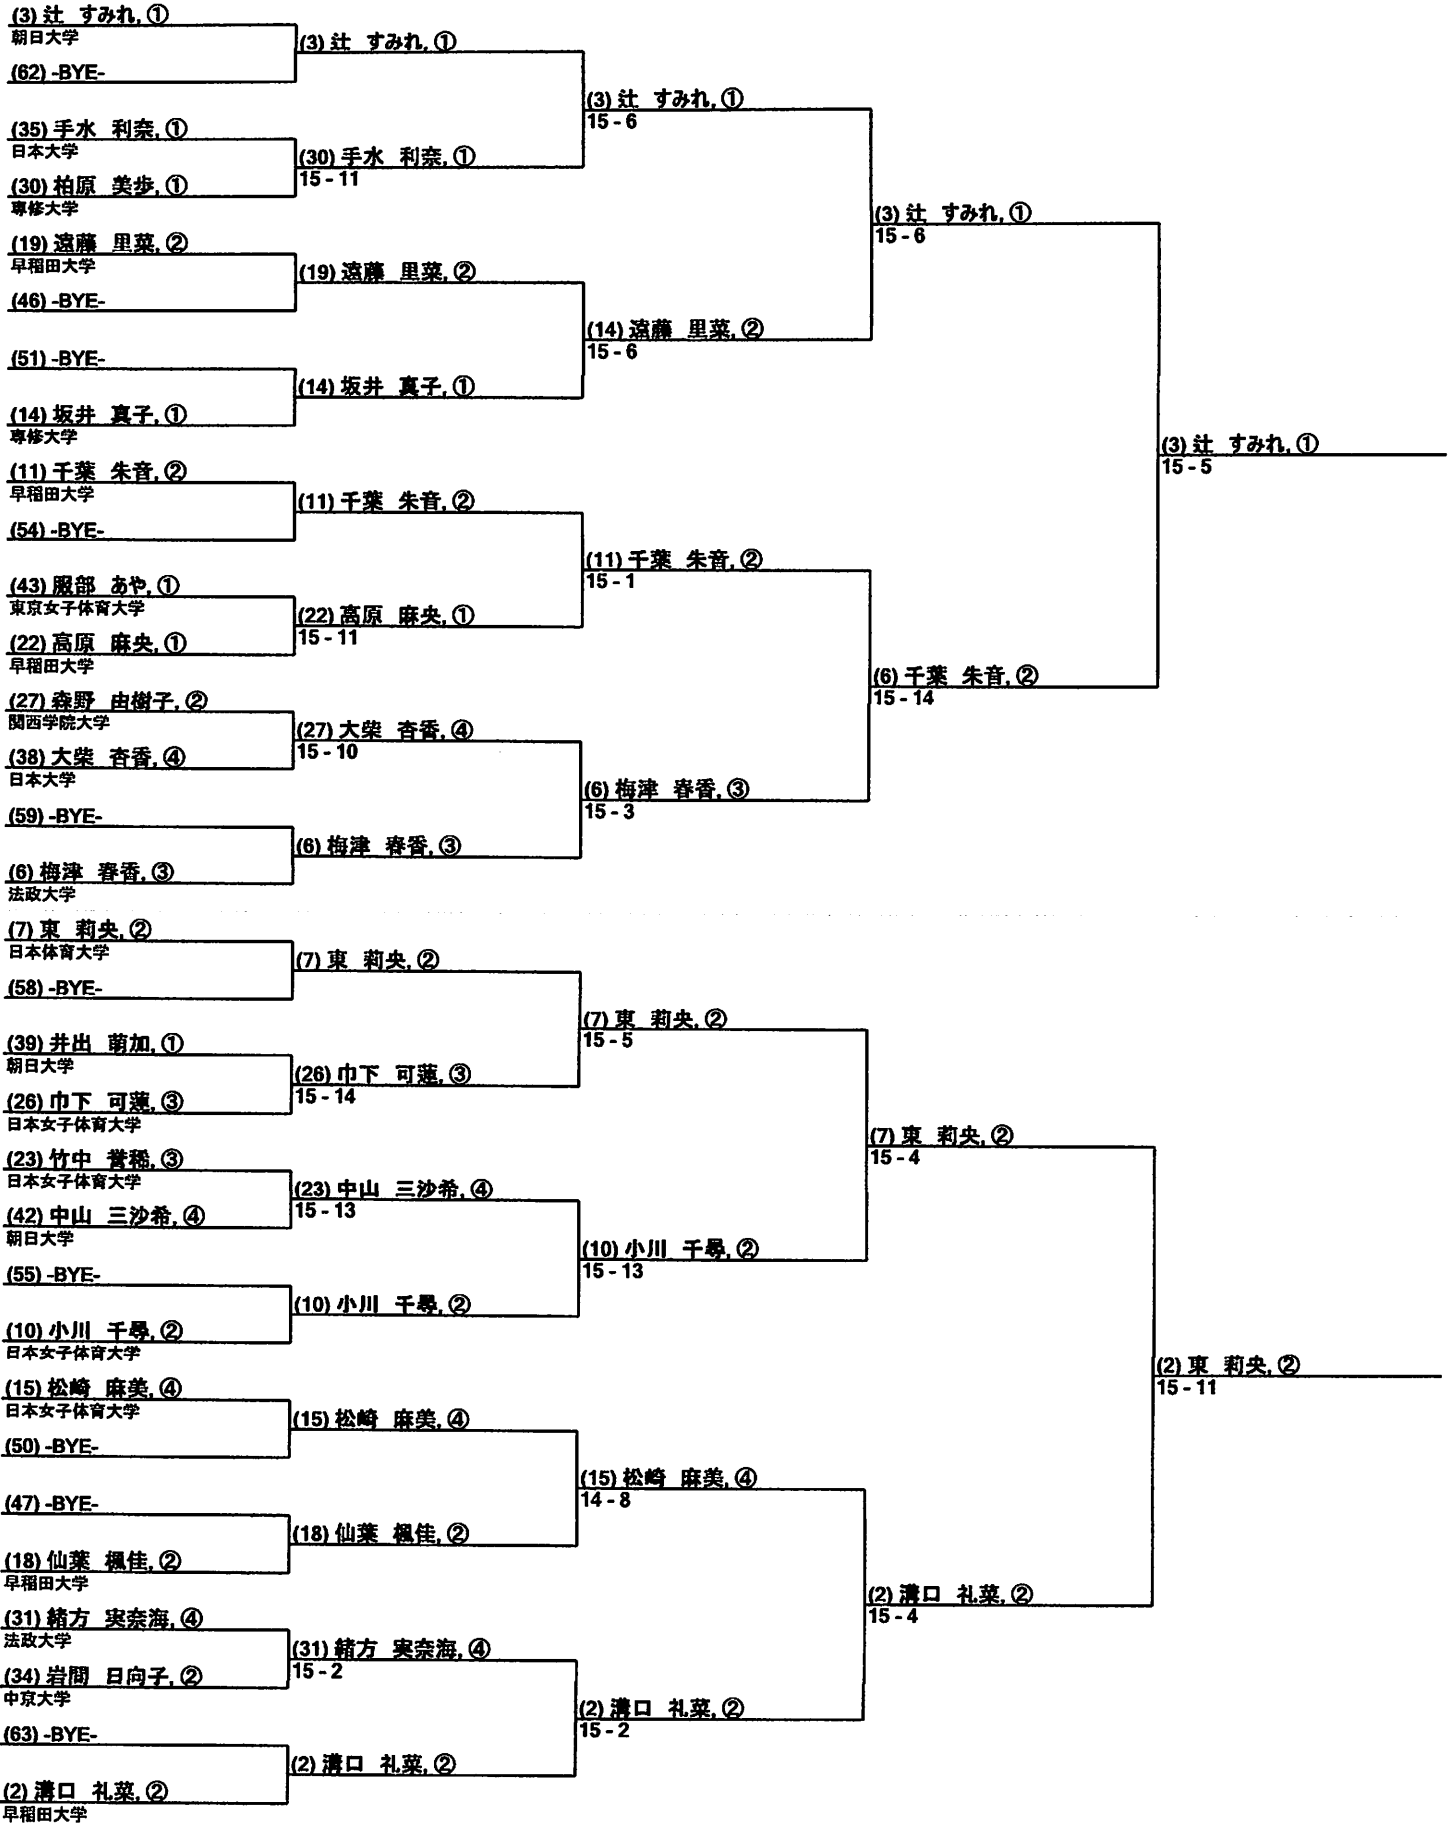 (3) 辻 すみれ, ①
朝日大学
(62) -BYE-
(35) 手水 利奈, ①
日本大学
(30) 柏原 美歩, ①
専修大学
(19) 遠藤 里菜, ②
早稲田大学
(46) -BYE-
(51) -BYE-
(14) 坂井 真子, ①
専修大学
(11) 千葉 朱音, ②
早稲田大学
(54) -BYE-
(43) 服部 あや, ①
東京女子体育大学
(22) 高原 麻央, ①
早稲田大学
(27) 森野 由樹子, ②
関西学院大学
(38) 大柴 杏香, ④
日本大学
(59) -BYE-
(6) 梅津 春香, ③
法政大学
(3) 辻 すみれ, ①
(30) 手水 利奈, ①
15 - 11
(19) 遠藤 里菜, ②
(14) 坂井 真子, ①
(11) 千葉 朱音, ②
(22) 高原 麻央, ①
15 - 11
(27) 大柴 杏香, ④
15 - 10
(6) 梅津 春香, ③
(3) 辻 すみれ, ①
15 - 6
(14) 遠藤 里菜, ②
15 - 6
(11) 千葉 朱音, ②
15 - 1
(6) 梅津 春香, ③
15 - 3
(3) 辻 すみれ, ①
15 - 6
(6) 千葉 朱音, ②
15 - 14
(3) 辻 すみれ, ①
15 - 5
(7) 東 莉央, ②
日本体育大学
(58) -BYE-
(39) 井出 萌加, ①
朝日大学
(26) 巾下 可蓮, ③
日本女子体育大学
(23) 竹中 誉稀, ③
日本女子体育大学
(42) 中山 三沙希, ④
朝日大学
(55) -BYE-
(10) 小川 千尋, ②
日本女子体育大学
(15) 松崎 麻美, ④
日本女子体育大学
(50) -BYE-
(47) -BYE-
(18) 仙葉 楓佳, ②
早稲田大学
(31) 緒方 実奈海, ④
法政大学
(34) 岩間 日向子, ②
中京大学
(63) -BYE-
(2) 溝口 礼菜, ②
早稲田大学
(7) 東 莉央, ②
(26) 巾下 可蓮, ③
15 - 14
(23) 中山 三沙希, ④
15 - 13
(10) 小川 千尋, ②
(15) 松崎 麻美, ④
(18) 仙葉 楓佳, ②
(31) 緒方 実奈海, ④
15 - 2
(2) 溝口 礼菜, ②
(7) 東 莉央, ②
15 - 5
(10) 小川 千尋, ②
15 - 13
(15) 松崎 麻美, ④
14 - 8
(2) 溝口 礼菜, ②
15 - 2
(7) 東 莉央, ②
15 - 4
(2) 溝口 礼菜, ②
15 - 4
(2) 東 莉央, ②
15 - 11